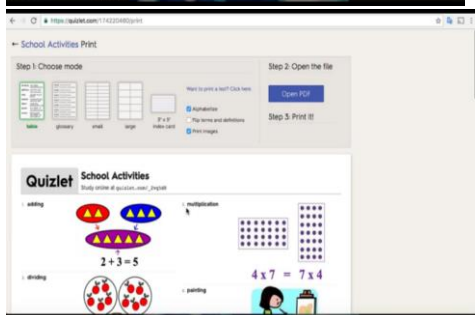 https://quizlet.com/174220480/print
← School Activities Print
Step 1: Choose mode
Step 2: Open the file
table
glossary
small
large
3" x 5"
index card
Want to print a list? Click here.
Alphabetize
Flip terms and definitions
Print images
Open PDF
Step 3: Print it!
Quizlet
School Activities
1. adding
2 + 3 = 5
2. multiplication
4 x 7 = 7 x 4
dividing
painting